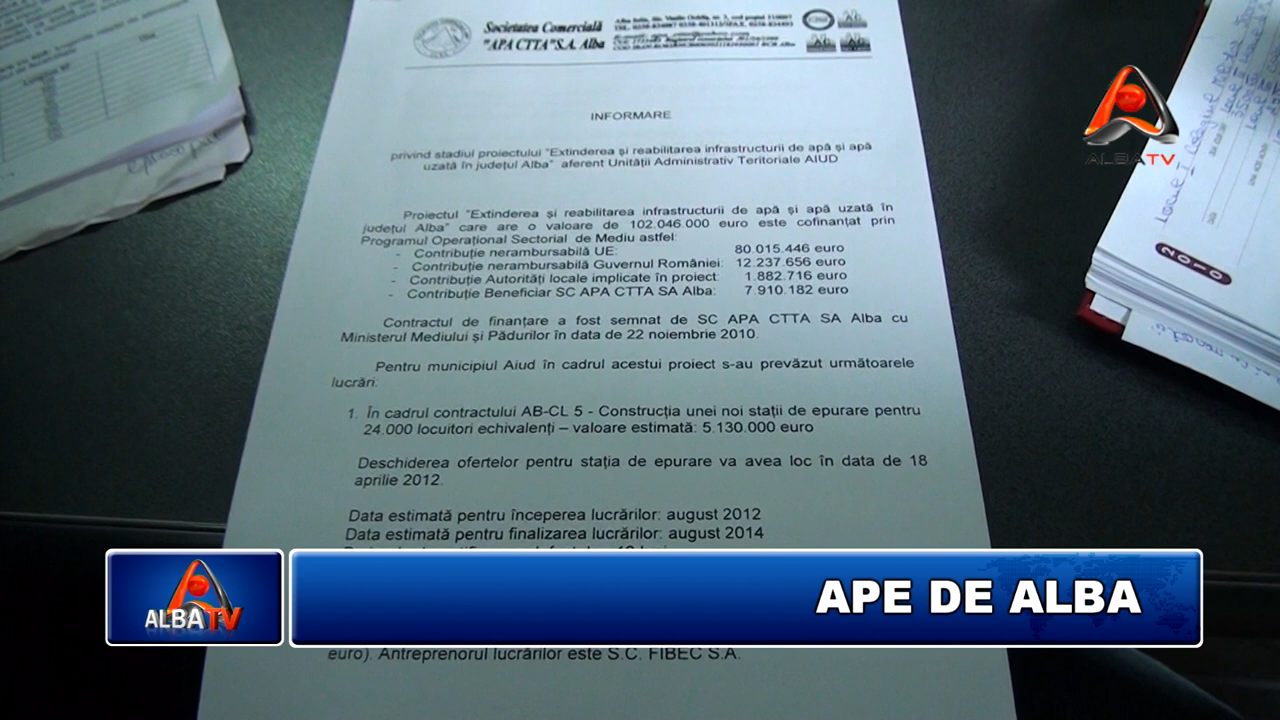 Societatea Comercială
"APA CTTA" S.A. Alba
INFORMARE
privind stadiul proiectului "Extinderea și reabilitarea infrastructurii de apă și apă
uzată în județul Alba" aferent Unității Administrativ Teritoriale AIUD
Proiectul "Extinderea și reabilitarea infrastructurii de apă și apă uzată în
județul Alba" care are o valoare de 102.046.000 euro este cofinanțat prin
Programul Operațional Sectorial de Mediu astfel:
- Contribuție nerambursabilă UE: 80.015.446 euro
- Contribuție nerambursabilă Guvernul României: 12.237.656 euro
- Contribuție Autorități locale implicate în proiect: 1.882.716 euro
- Contribuție Beneficiar SC APA CTTA SA Alba: 7.910.182 euro
Contractul de finanțare a fost semnat de SC APA CTTA SA Alba cu
Ministerul Mediului și Pădurilor în data de 22 noiembrie 2010.
Pentru municipiul Aiud în cadrul acestui proiect s-au prevăzut următoarele
lucrări:
1. În cadrul contractului AB-CL 5 - Construcția unei noi stații de epurare pentru
24.000 locuitori echivalenți – valoare estimată: 5.130.000 euro
Deschiderea ofertelor pentru stația de epurare va avea loc în data de 18
aprilie 2012.
Data estimată pentru începerea lucrărilor: august 2012
Data estimată pentru finalizarea lucrărilor: august 2014
euro). Antreprenorul lucrărilor este S.C. FIBEC S.A.
ALBA TV
2010
ALBA TV
APE DE ALBA